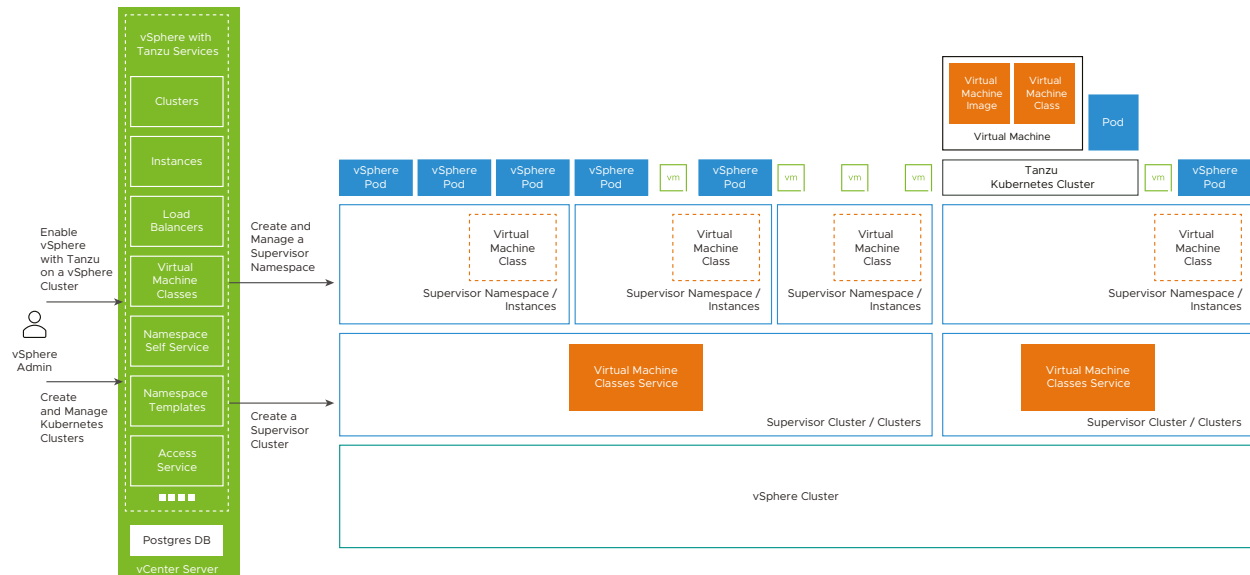 vSphere with
Tanzu Services
Clusters
Instances
Load
Balancers
Virtual
Machine
Classes
Namespace
Self Service
Namespace
Templates
Access
Service
Postgres DB
vCenter Server
Enable
vSphere
with Tanzu
on a vSphere
Cluster
vSphere
Admin
Create
and Manage
Kubernetes
Clusters
Create and
Manage a
Supervisor
Namespace
Create a
Supervisor
Cluster
Virtual
Machine
Image
Virtual
Machine
Class
Virtual Machine
Pod
vSphere
Pod
vSphere
Pod
vSphere
Pod
vSphere
Pod
vm
vSphere
Pod
vm
vm
vm
Tanzu
Kubernetes Cluster
vm
vSphere
Pod
Virtual
Machine
Class
Supervisor Namespace /
Instances
Virtual
Machine
Class
Supervisor Namespace /
Instances
Virtual
Machine
Class
Supervisor Namespace /
Instances
Virtual
Machine
Class
Supervisor Namespace /
Instances
Virtual Machine
Classes Service
Supervisor Cluster / Clusters
Virtual Machine
Classes Service
Supervisor Cluster / Clusters
vSphere Cluster